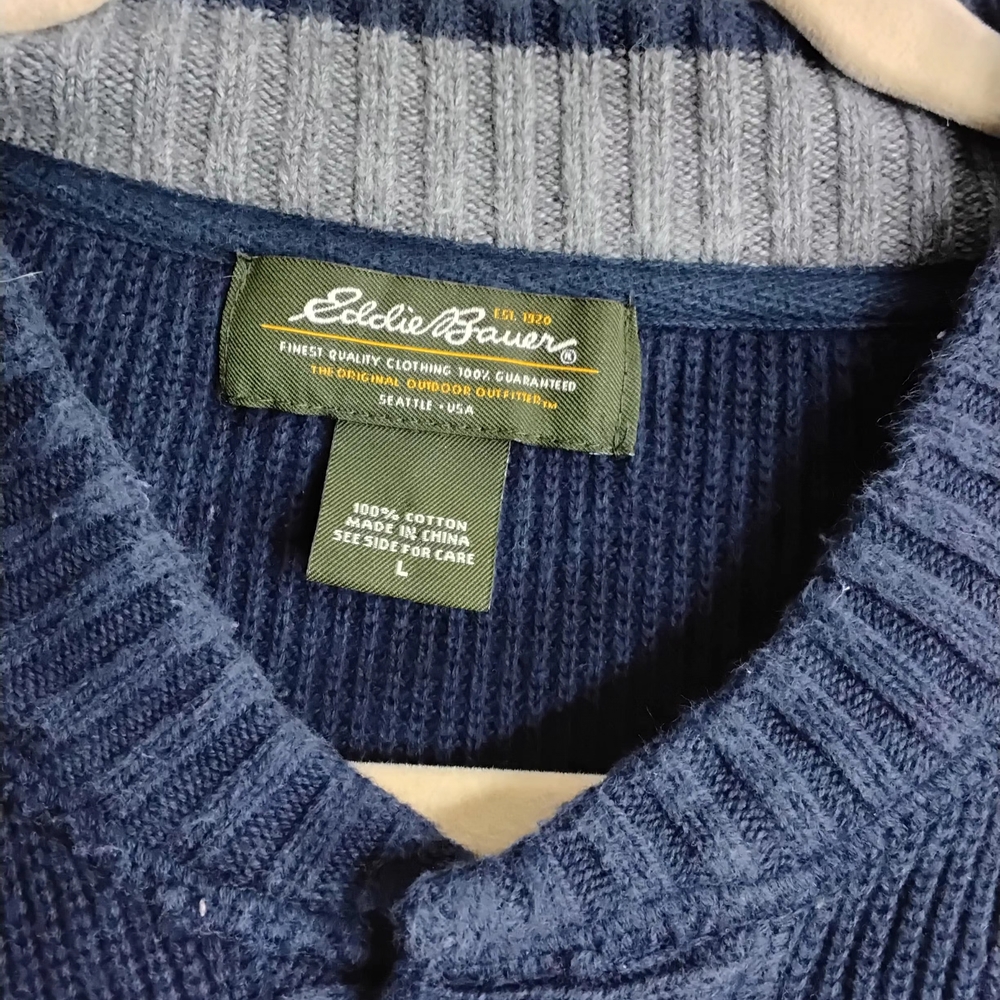 EST. 1920
Eddie Bauer®
FINEST QUALITY CLOTHING 100% GUARANTEED
THE ORIGINAL OUTDOOR OUTFITTER™
SEATTLE • USA
100% COTTON
MADE IN CHINA
SEE SIDE FOR CARE
L